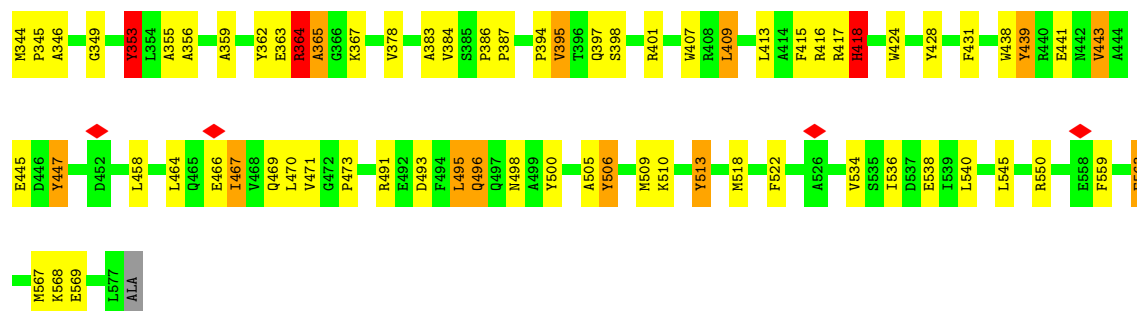 M344 P345 A346 G349 Y353 L354 A355 A356 A359 Y362 E363 R364 A365 G366 K367 V378 A383 V384 S385 P386 P387 P394 V395 T396 Q397 S398 R401 W407 R408 L409 L413 A414 F415 R416 R417 H418 W424 Y428 F431 W438 Y439 R440 E441 N442 V443 A444
E445 D446 Y447 D452 L458 L464 Q465 E466 I467 V468 Q469 L470 V471 G472 P473 R491 E492 D493 F494 L495 Q496 Q497 N498 A499 Y500 A505 Y506 M509 K510 Y513 M518 F522 A526 V534 S535 I536 D537 E538 I539 L540 L545 R550 E558 F559
M567 K568 E569 L577 ALA